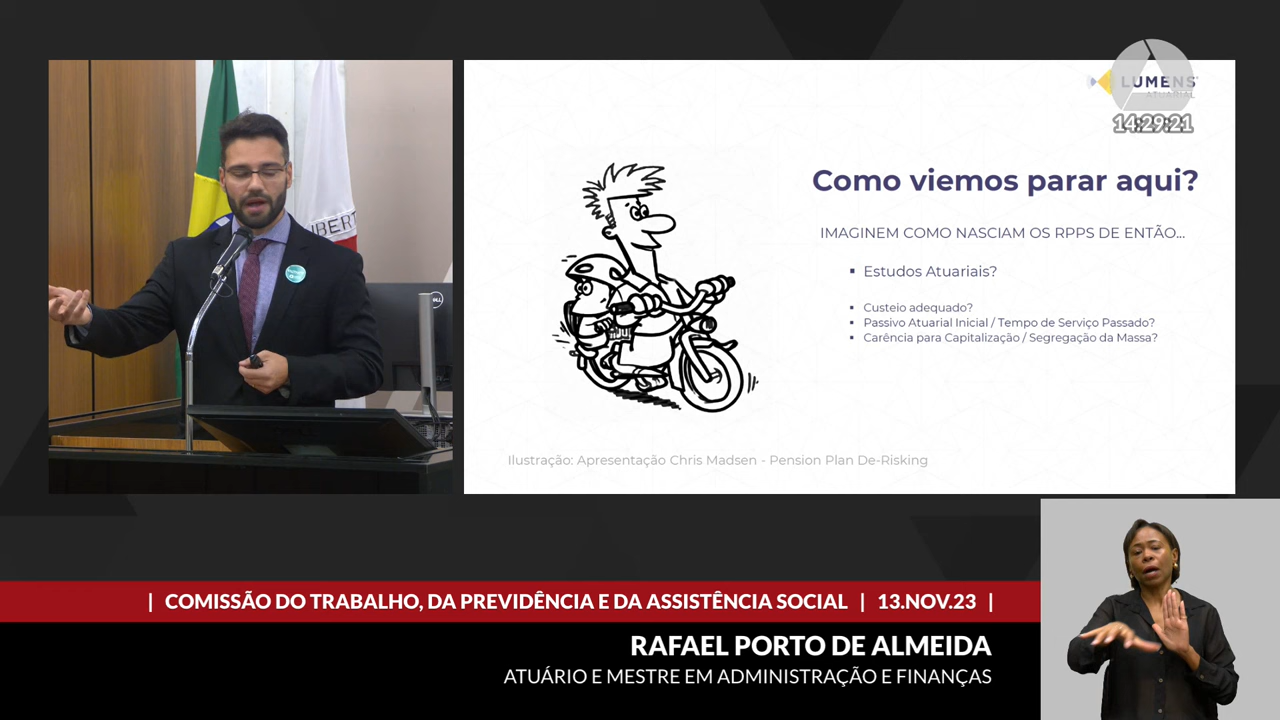 LUMENS
ATUARIAL
14:29:21
Como viemos parar aqui?
IMAGINEM COMO NASCIAM OS RPPS DE ENTÃO...
▪ Estudos Atuariais?
▪ Custeio adequado?
▪ Passivo Atuarial Inicial / Tempo de Serviço Passado?
▪ Carência para Capitalização / Segregação da Massa?
Ilustração: Apresentação Chris Madsen - Pension Plan De-Risking
IBERT
DELL
| COMISSÃO DO TRABALHO, DA PREVIDÊNCIA E DA ASSISTÊNCIA SOCIAL | 13.NOV.23 |
RAFAEL PORTO DE ALMEIDA
ATUÁRIO E MESTRE EM ADMINISTRAÇÃO E FINANÇAS